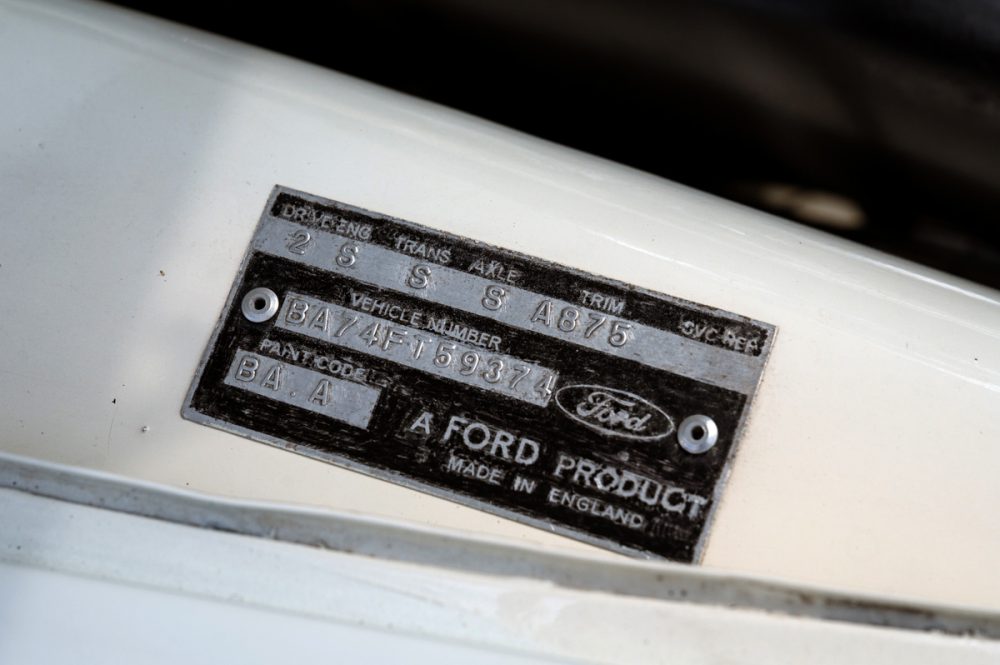 DRIVE ENG TRANS AXLE TRIM SVC REF
2 S S S A875
VEHICLE NUMBER
BA74FT59374
PAINT CODE
BA.A
Ford
A FORD PRODUCT
MADE IN ENGLAND